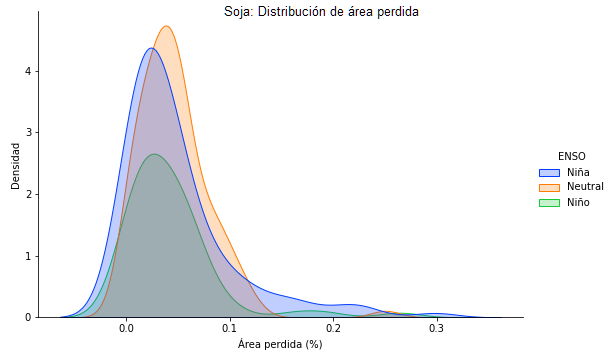 Soja: Distribución de área perdida
Densidad
4
3
2
1
0
0.0 0.1 0.2 0.3
Área perdida (%)
ENSO
Niña
Neutral
Niño